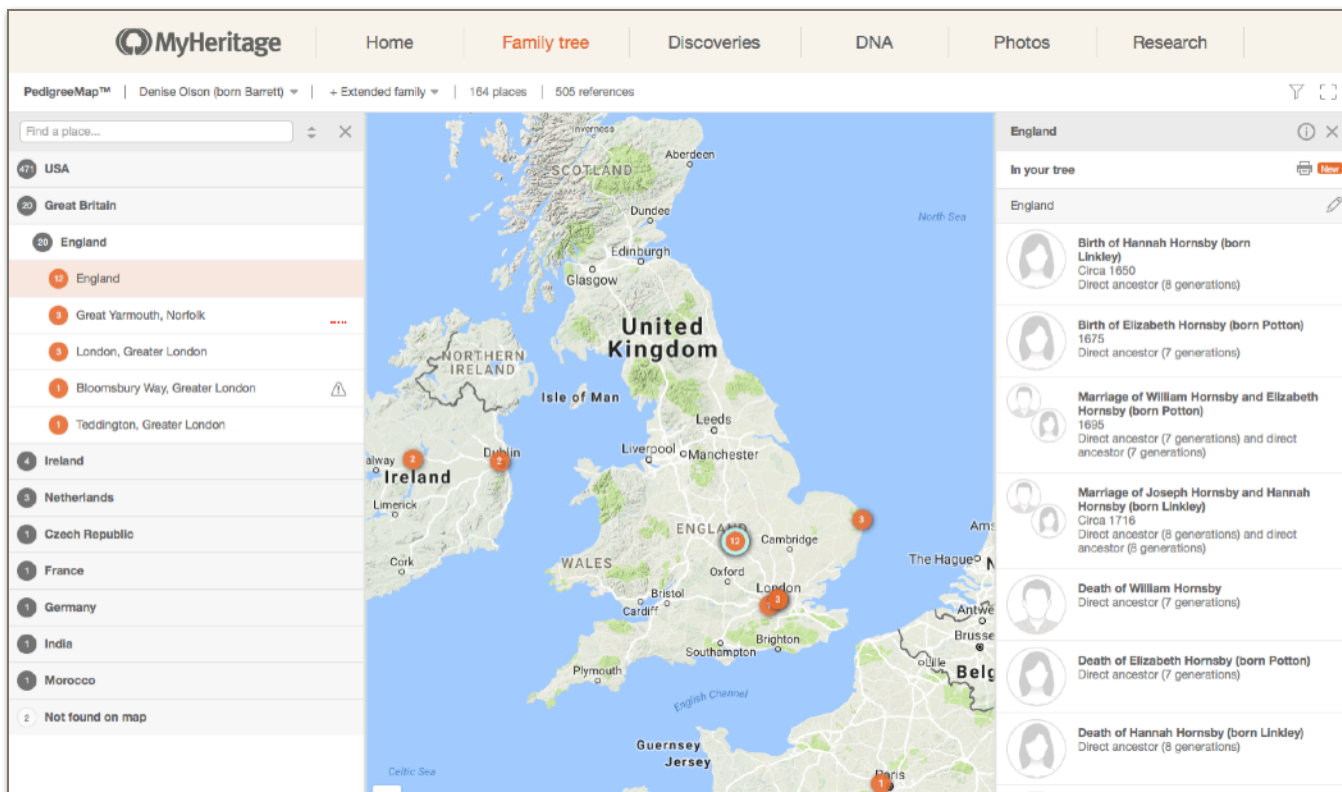 MyHeritage
Home
Family tree
Discoveries
DNA
Photos
Research
PedigreeMap™ | Denise Olson (born Barrett) | + Extended family | 164 places | 505 references
Find a place...
471 USA
20 Great Britain
20 England
12 England
3 Great Yarmouth, Norfolk
3 London, Greater London
1 Bloomsbury Way, Greater London
1 Teddington, Greater London
4 Ireland
3 Netherlands
1 Czech Republic
1 France
1 Germany
1 India
1 Morocco
2 Not found on map
Inverness
Aberdeen
SCOTLAND
Dundee
North Sea
Edinburgh
Glasgow
United
Kingdom
NORTHERN
IRELAND
Isle of Man
Leeds
Liverpool
Manchester
2
2
Dublin
alway
Ireland
Limerick
Cork
3
ENGLAND
12
Cambridge
Ams
The Hague
N
WALES
Oxford
London
3
Bristol
Cardiff
Antwe
Brusse
Brighton
Southampton
Lille
Belg
Plymouth
English Channel
Guernsey
Jersey
Celtic Sea
Paris
1
England
In your tree
New
England
Birth of Hannah Hornsby (born
Linkley)
Circa 1650
Direct ancestor (8 generations)
Birth of Elizabeth Hornsby (born Potton)
1675
Direct ancestor (7 generations)
Marriage of William Hornsby and Elizabeth
Hornsby (born Potton)
1695
Direct ancestor (7 generations) and direct
ancestor (7 generations)
Marriage of Joseph Hornsby and Hannah
Hornsby (born Linkley)
Circa 1716
Direct ancestor (8 generations) and direct
ancestor (8 generations)
Death of William Hornsby
Direct ancestor (7 generations)
Death of Elizabeth Hornsby (born Potton)
Direct ancestor (7 generations)
Death of Hannah Hornsby (born Linkley)
Direct ancestor (8 generations)